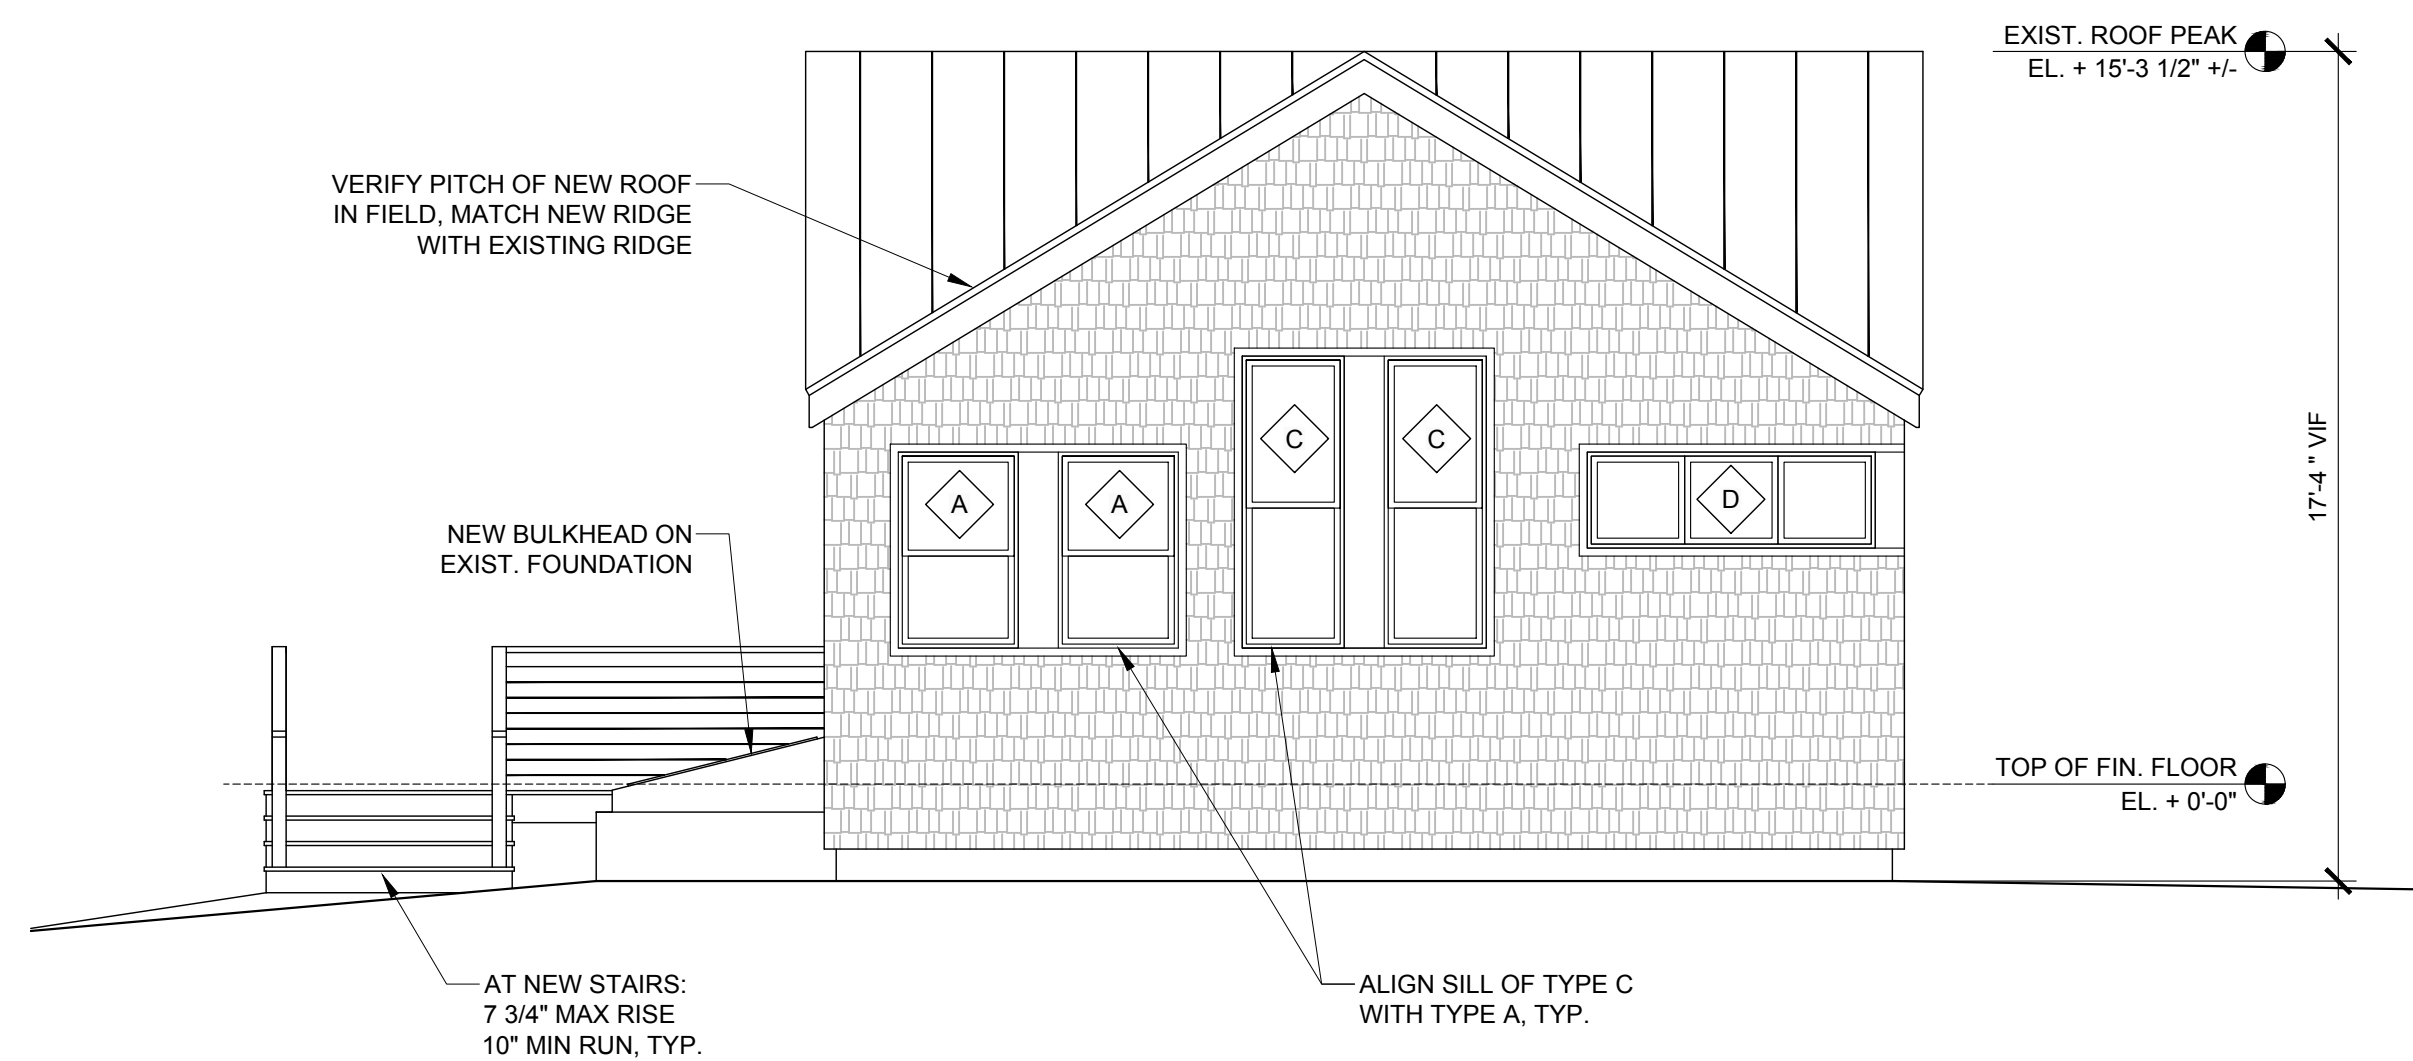 EXIST. ROOF PEAK
EL. + 15'-3 1/2" +/-
VERIFY PITCH OF NEW ROOF
IN FIELD, MATCH NEW RIDGE
WITH EXISTING RIDGE
17'-4 " VIF
C
C
A
A
D
NEW BULKHEAD ON
EXIST. FOUNDATION
TOP OF FIN. FLOOR
EL. + 0'-0"
AT NEW STAIRS:
7 3/4" MAX RISE
10" MIN RUN, TYP.
ALIGN SILL OF TYPE C
WITH TYPE A, TYP.